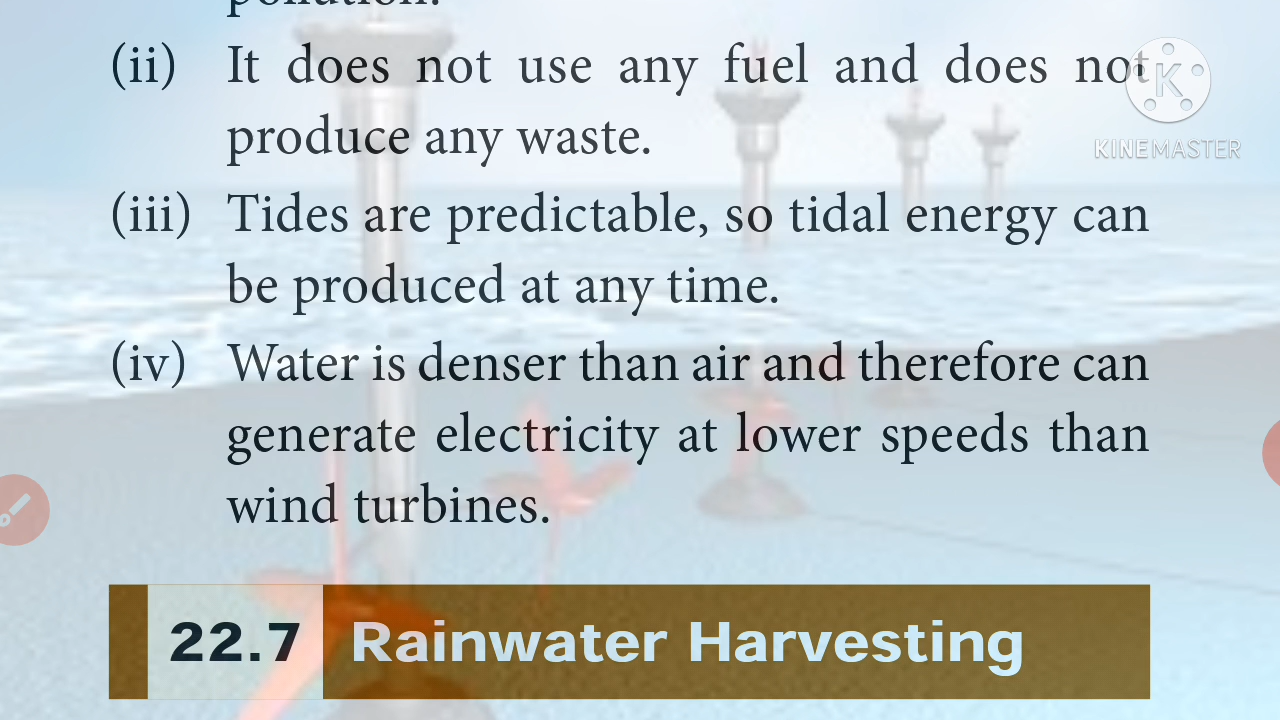 pollution.
(ii) It does not use any fuel and does not
produce any waste.
(iii) Tides are predictable, so tidal energy can
be produced at any time.
(iv) Water is denser than air and therefore can
generate electricity at lower speeds than
wind turbines.
22.7 Rainwater Harvesting
K
KINEMASTER